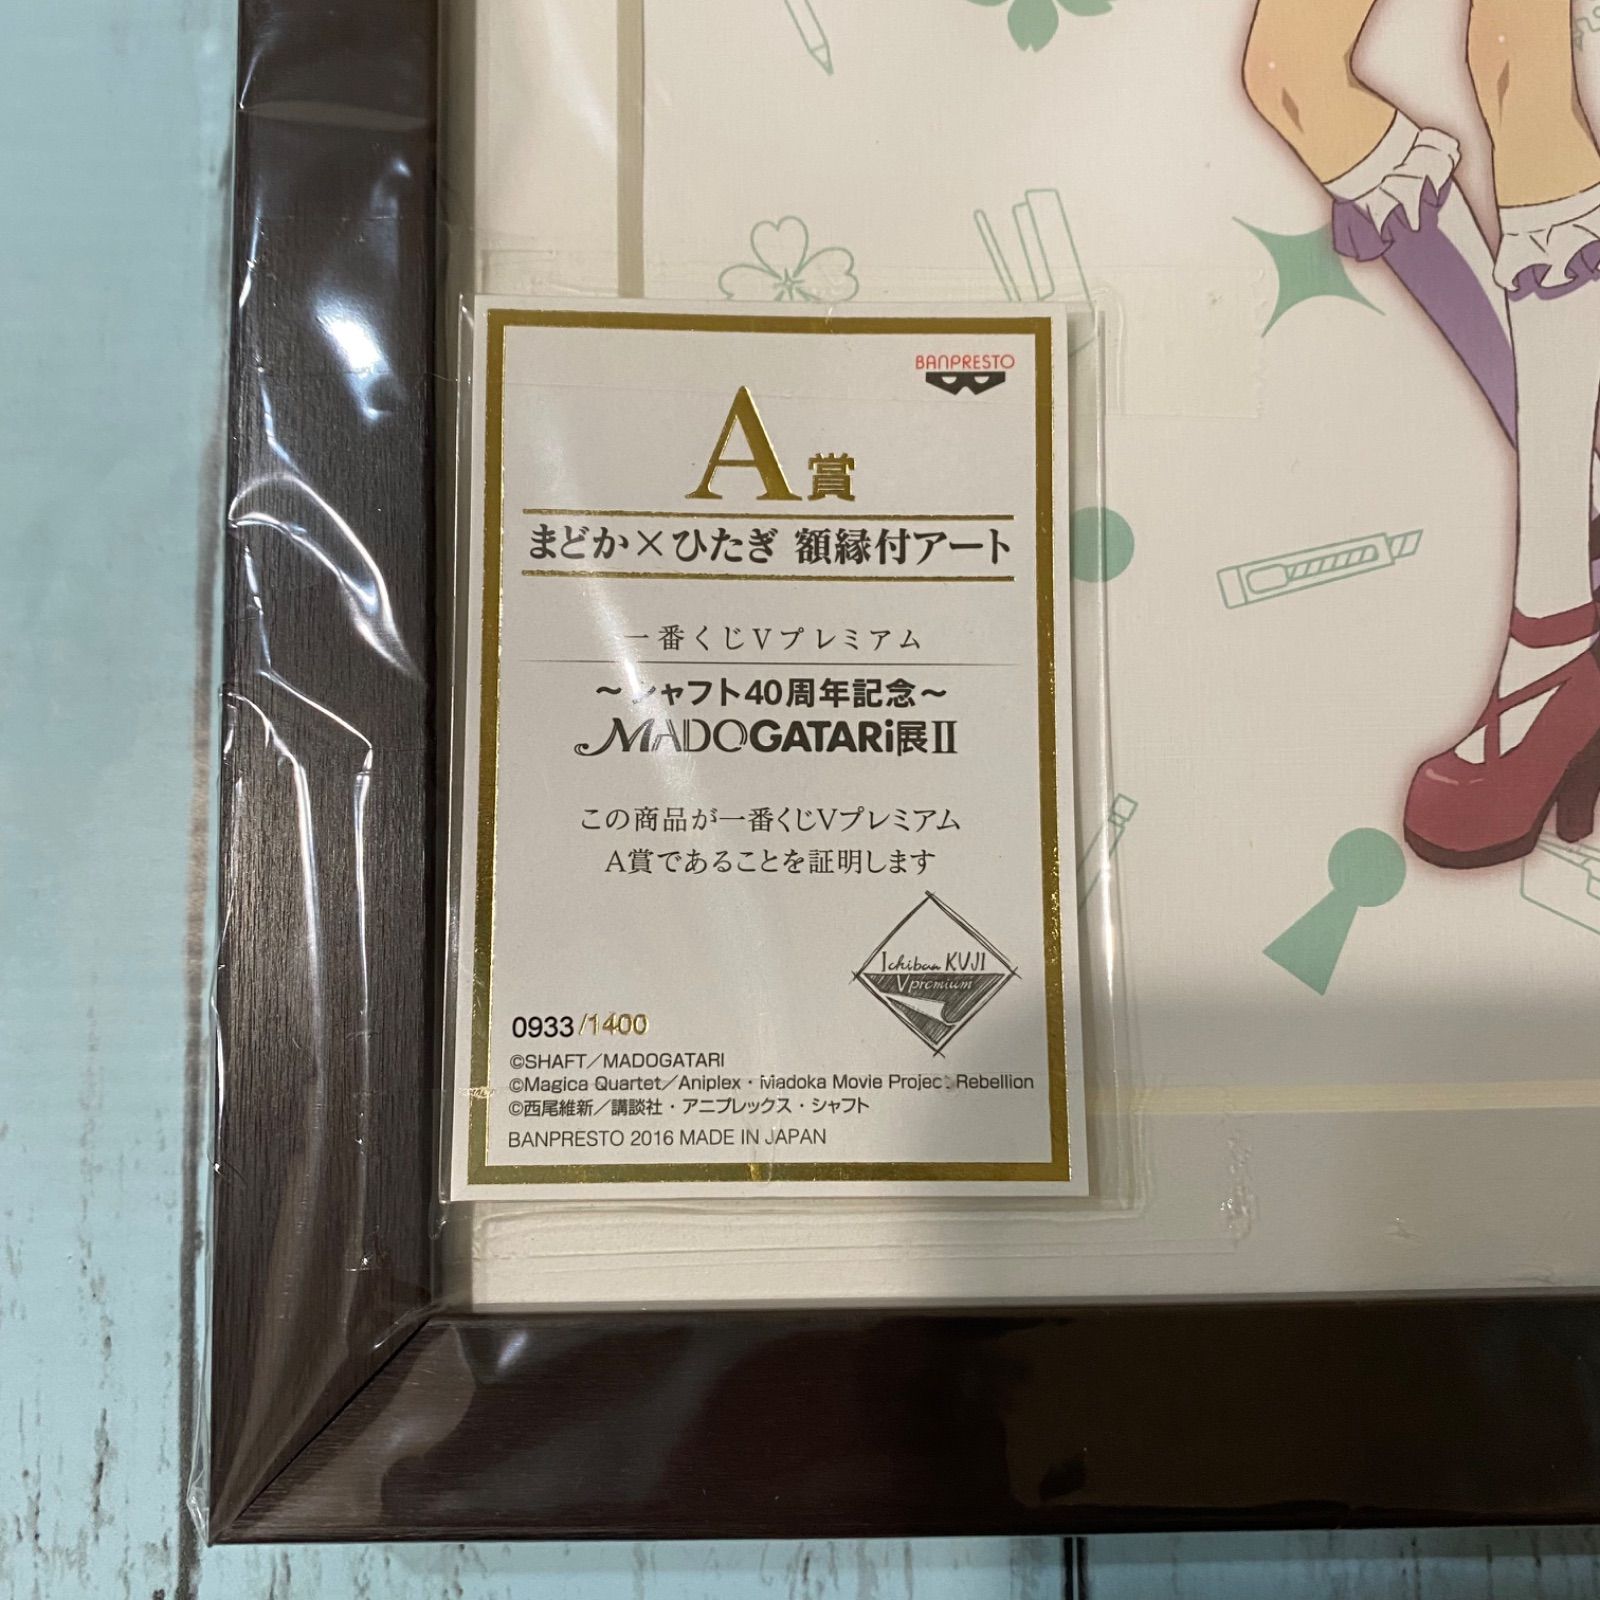 BANPRESTO
A賞
まどか×ひたぎ 額縁付アート
一番くじVプレミアム
～シャフト40周年記念～
MADOGATARi展II
この商品が一番くじVプレミアム
A賞であることを証明します
Ichiban KUJI
V premium
0933/1400
©SHAFT／MADOGATARI
©Magica Quartet／Aniplex・Madoka Movie Project Rebellion
©西尾維新／講談社・アニプレックス・シャフト
BANPRESTO 2016 MADE IN JAPAN